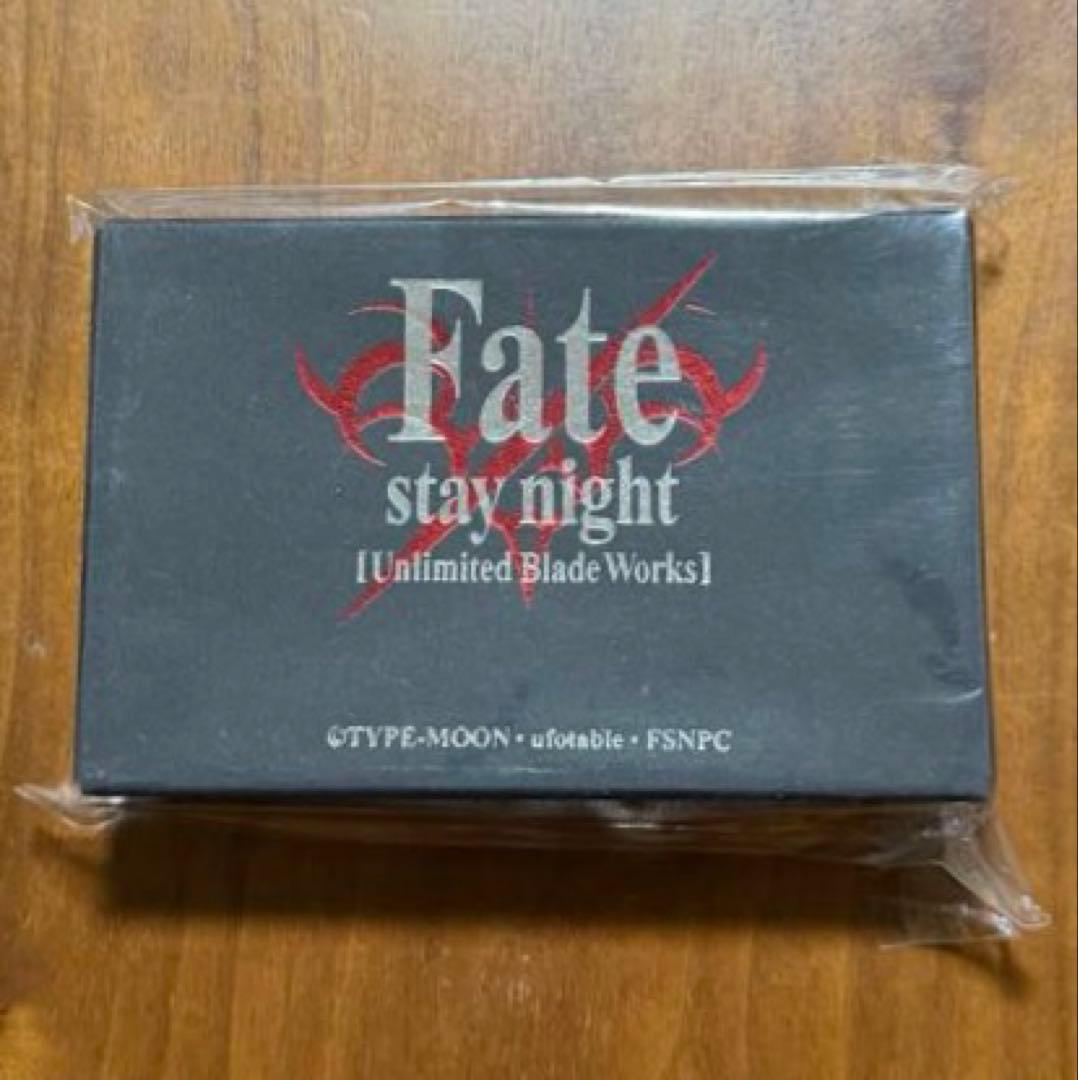 Fate
stay night
[Unlimited Blade Works]
©TYPE-MOON・ufotable・FSNPC